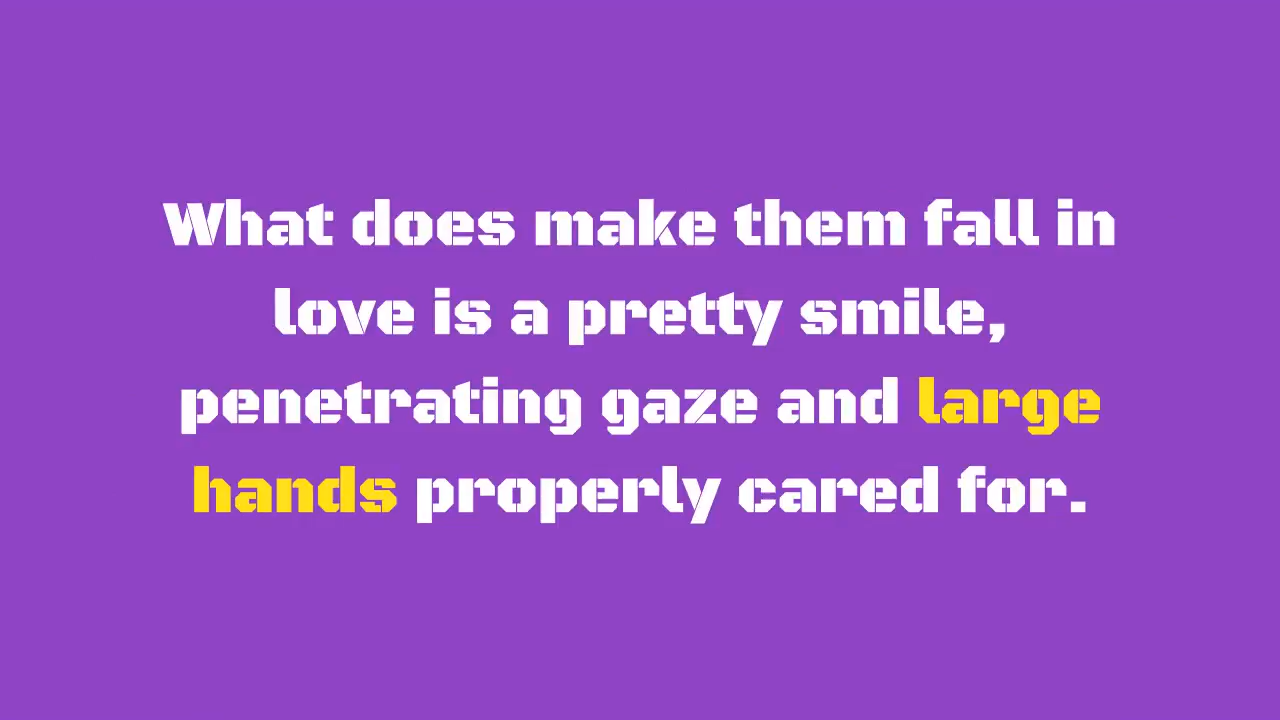 What does make them fall in
love is a pretty smile,
penetrating gaze and large
hands properly cared for.